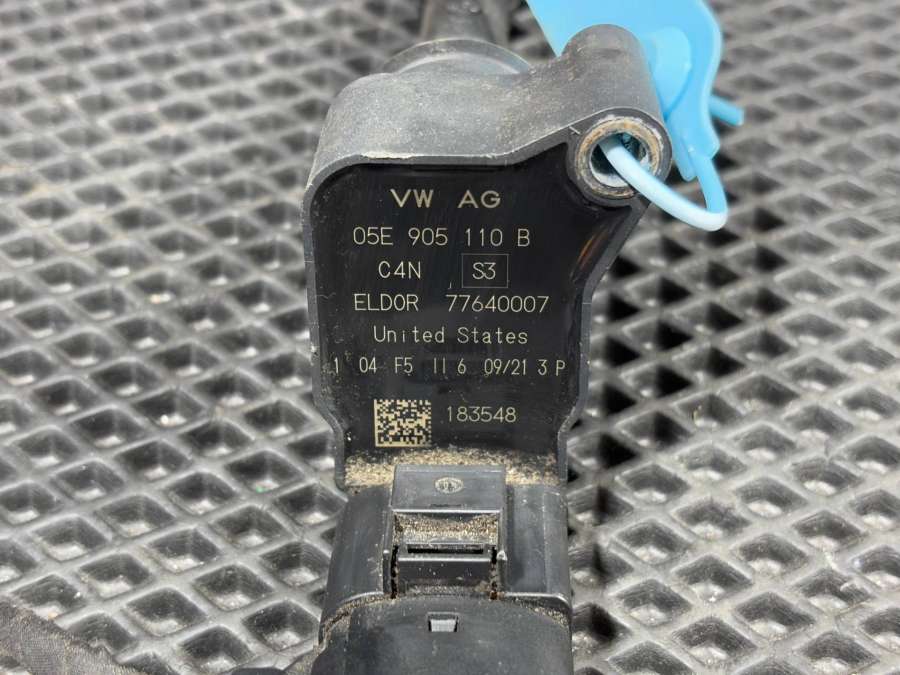 VW AG
05E 905 110 B
C4N S3
ELDOR 77640007
United States
1 04 F5 II 6 09/21 3 P
183548